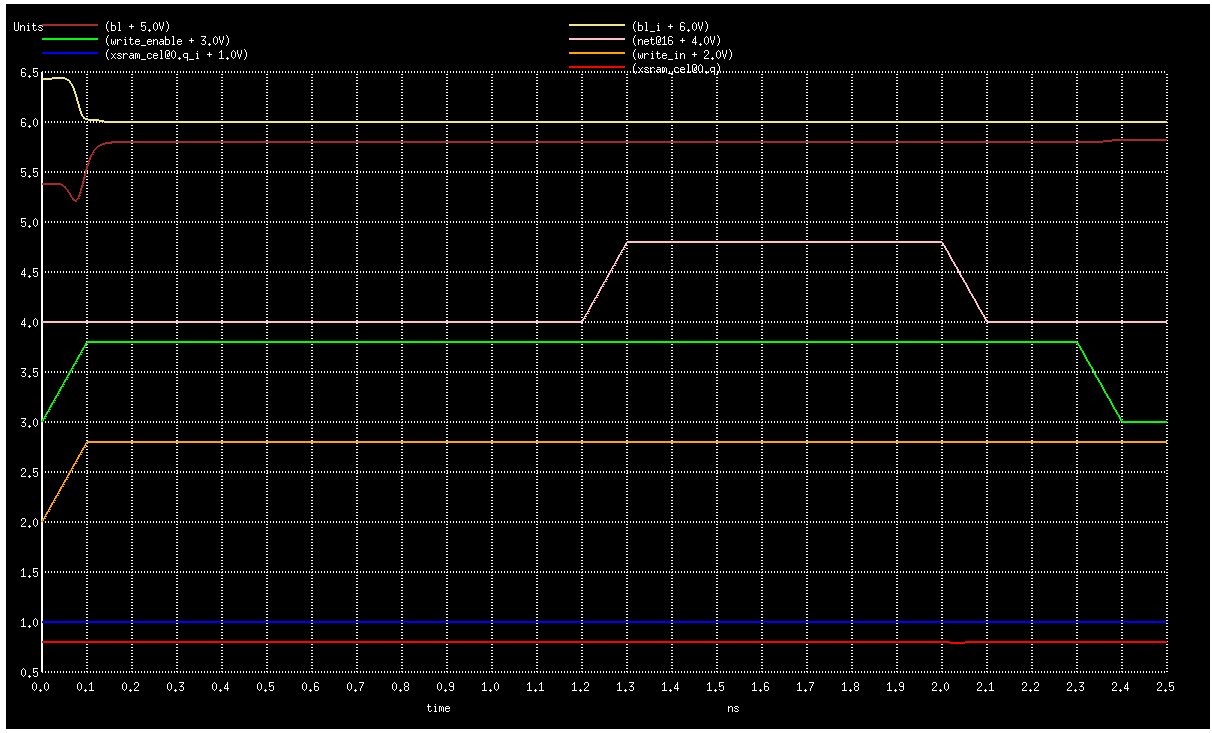 Units (bl + 5.0V) (bl_i + 6.0V)
(write_enable + 3.0V) (net@16 + 4.0V)
(xsram_cel@0.q_i + 1.0V) (write_in + 2.0V)
(xsram_cel@0.q)
6.5
6.0
5.5
5.0
4.5
4.0
3.5
3.0
2.5
2.0
1.5
1.0
0.5
0.0 0.1 0.2 0.3 0.4 0.5 0.6 0.7 0.8 0.9 1.0 1.1 1.2 1.3 1.4 1.5 1.6 1.7 1.8 1.9 2.0 2.1 2.2 2.3 2.4 2.5
time ns